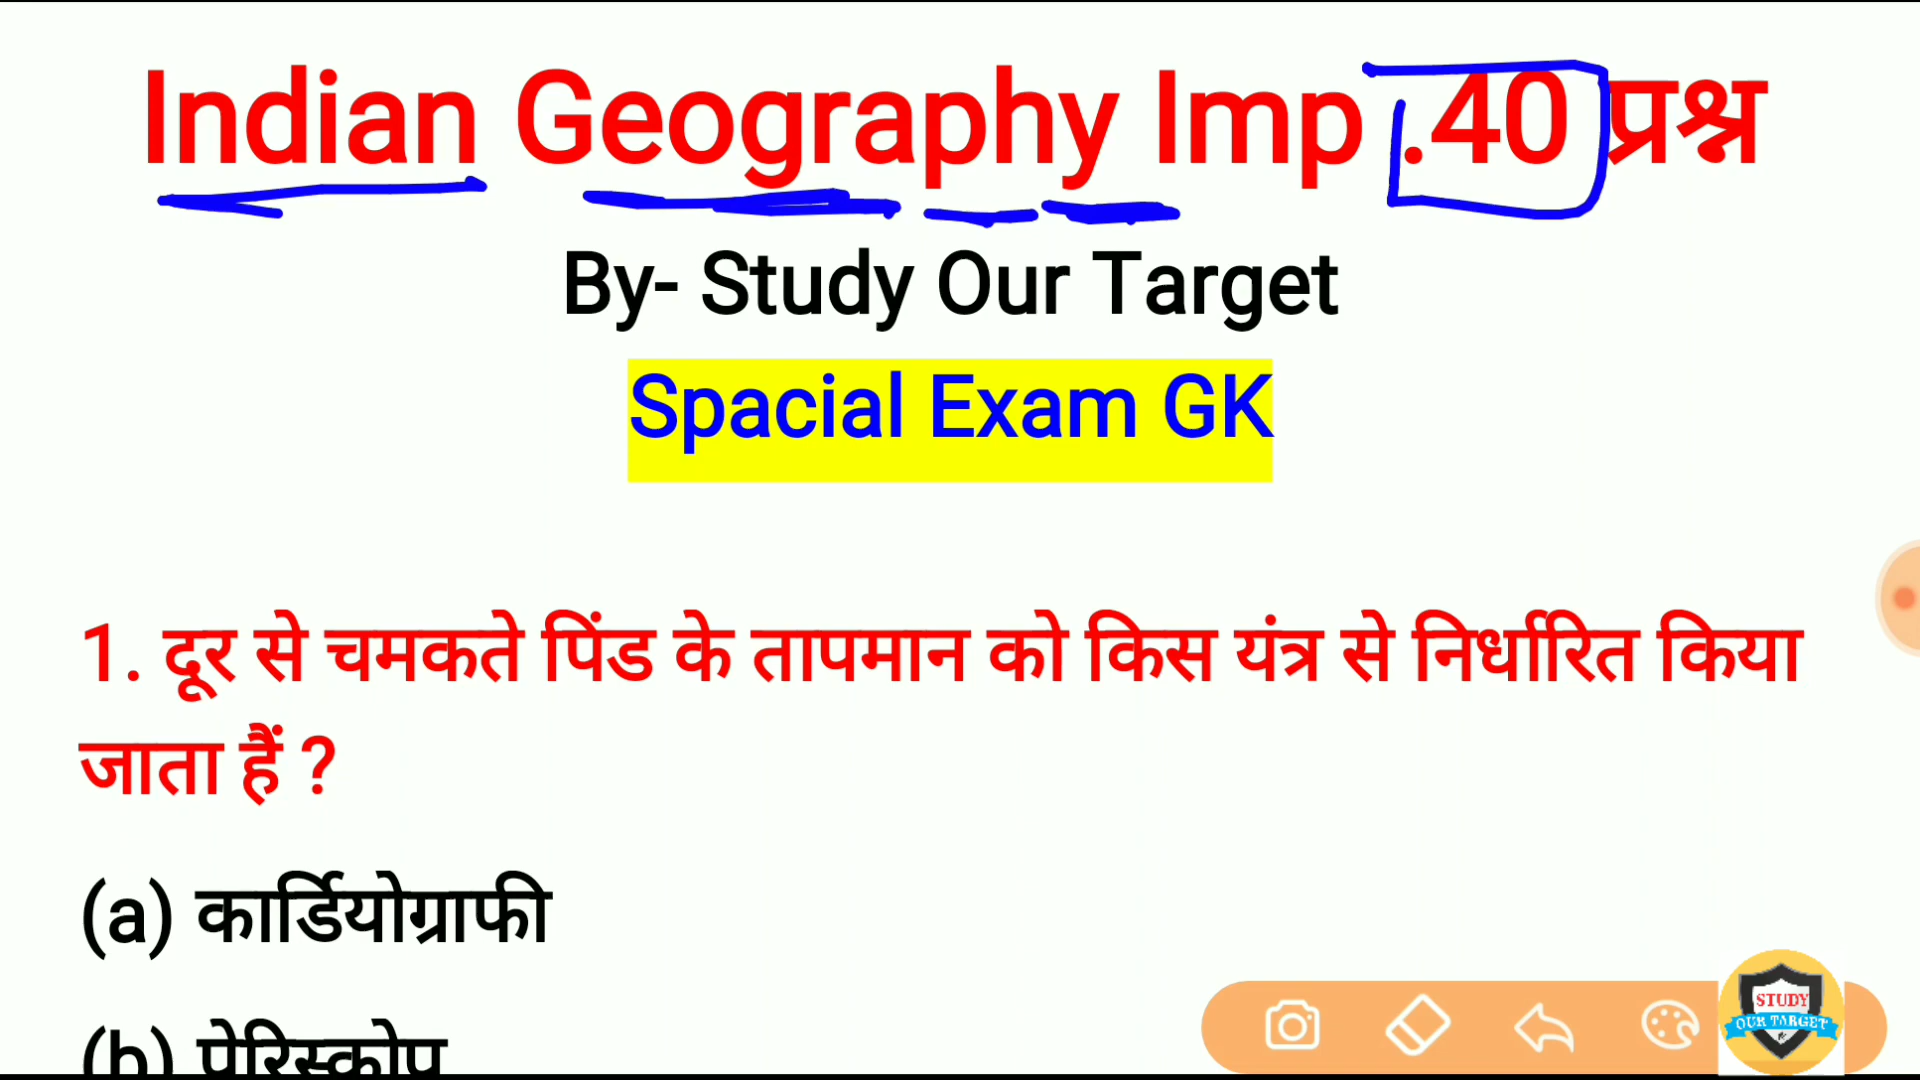 Indian Geography Imp .40 प्रश्न
By- Study Our Target
Spacial Exam GK
1. दूर से चमकते पिंड के तापमान को किस यंत्र से निर्धारित किया
जाता हैं ?
(a) कार्डियोग्राफी
(b) पेरिस्कोप
STUDY
OUR TARGET